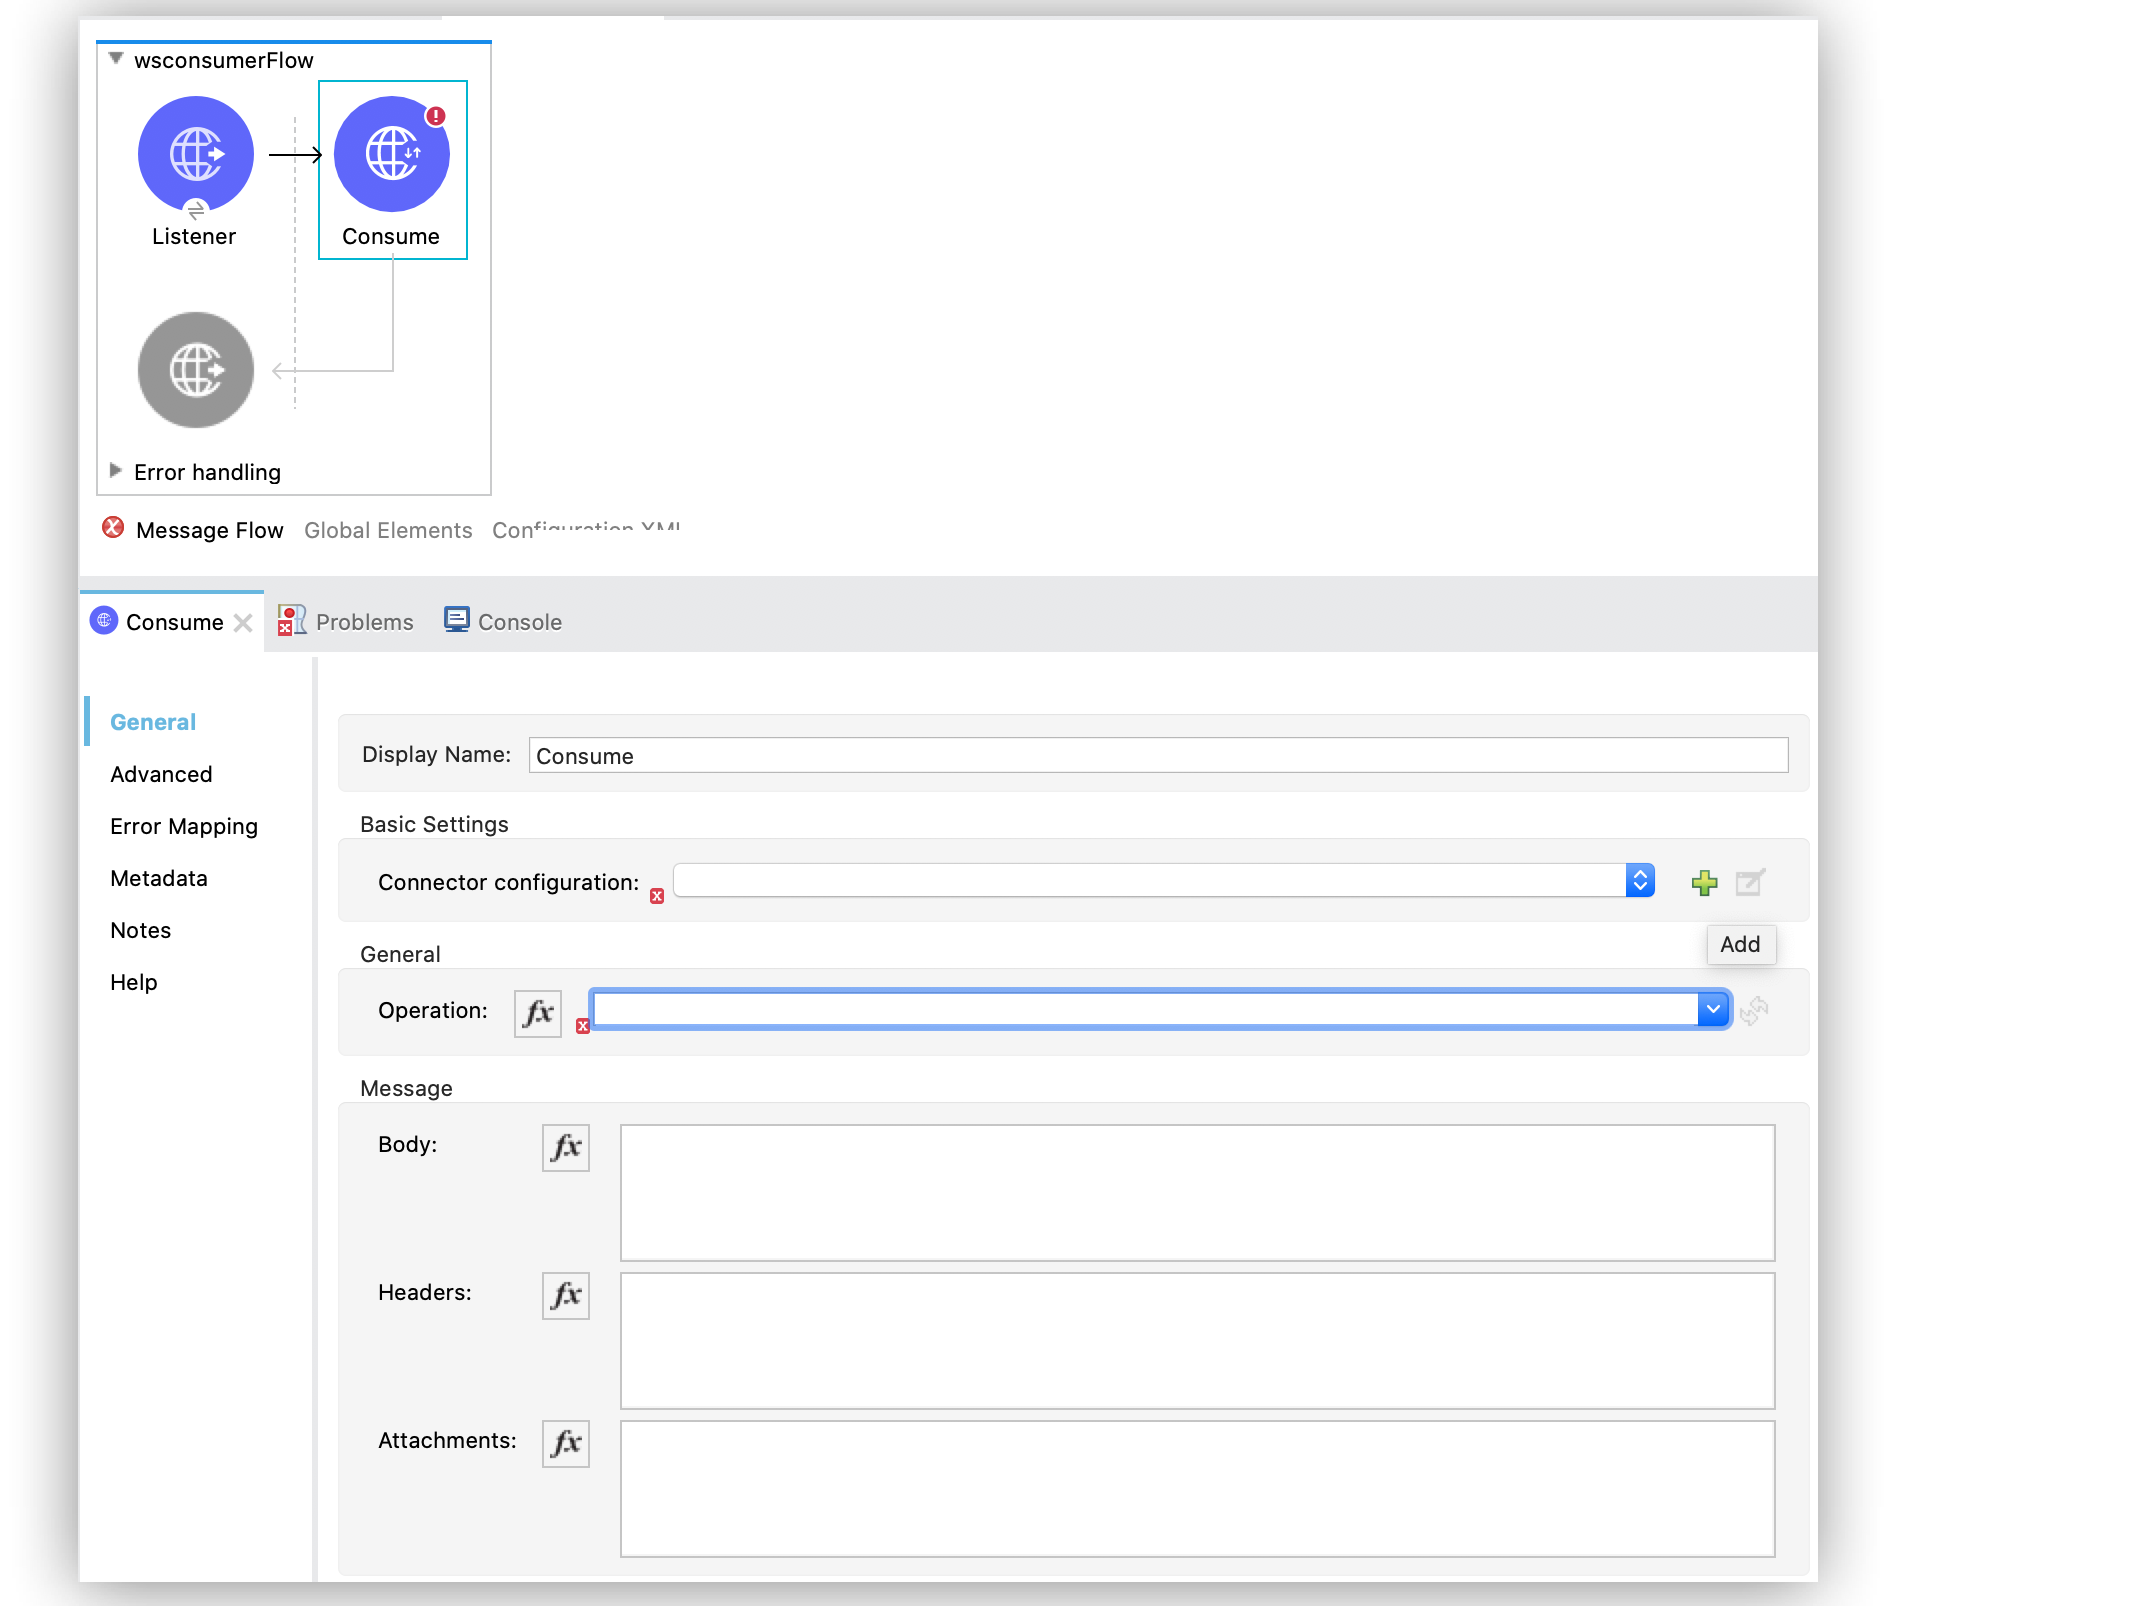 wsconsumerFlow
Listener
Consume
Error handling
Message Flow Global Elements Configuration XML
Consume Problems Console
General
Advanced
Error Mapping
Metadata
Notes
Help
Display Name: Consume
Basic Settings
Connector configuration:
Add
General
Operation: fx
Message
Body: fx
Headers: fx
Attachments: fx